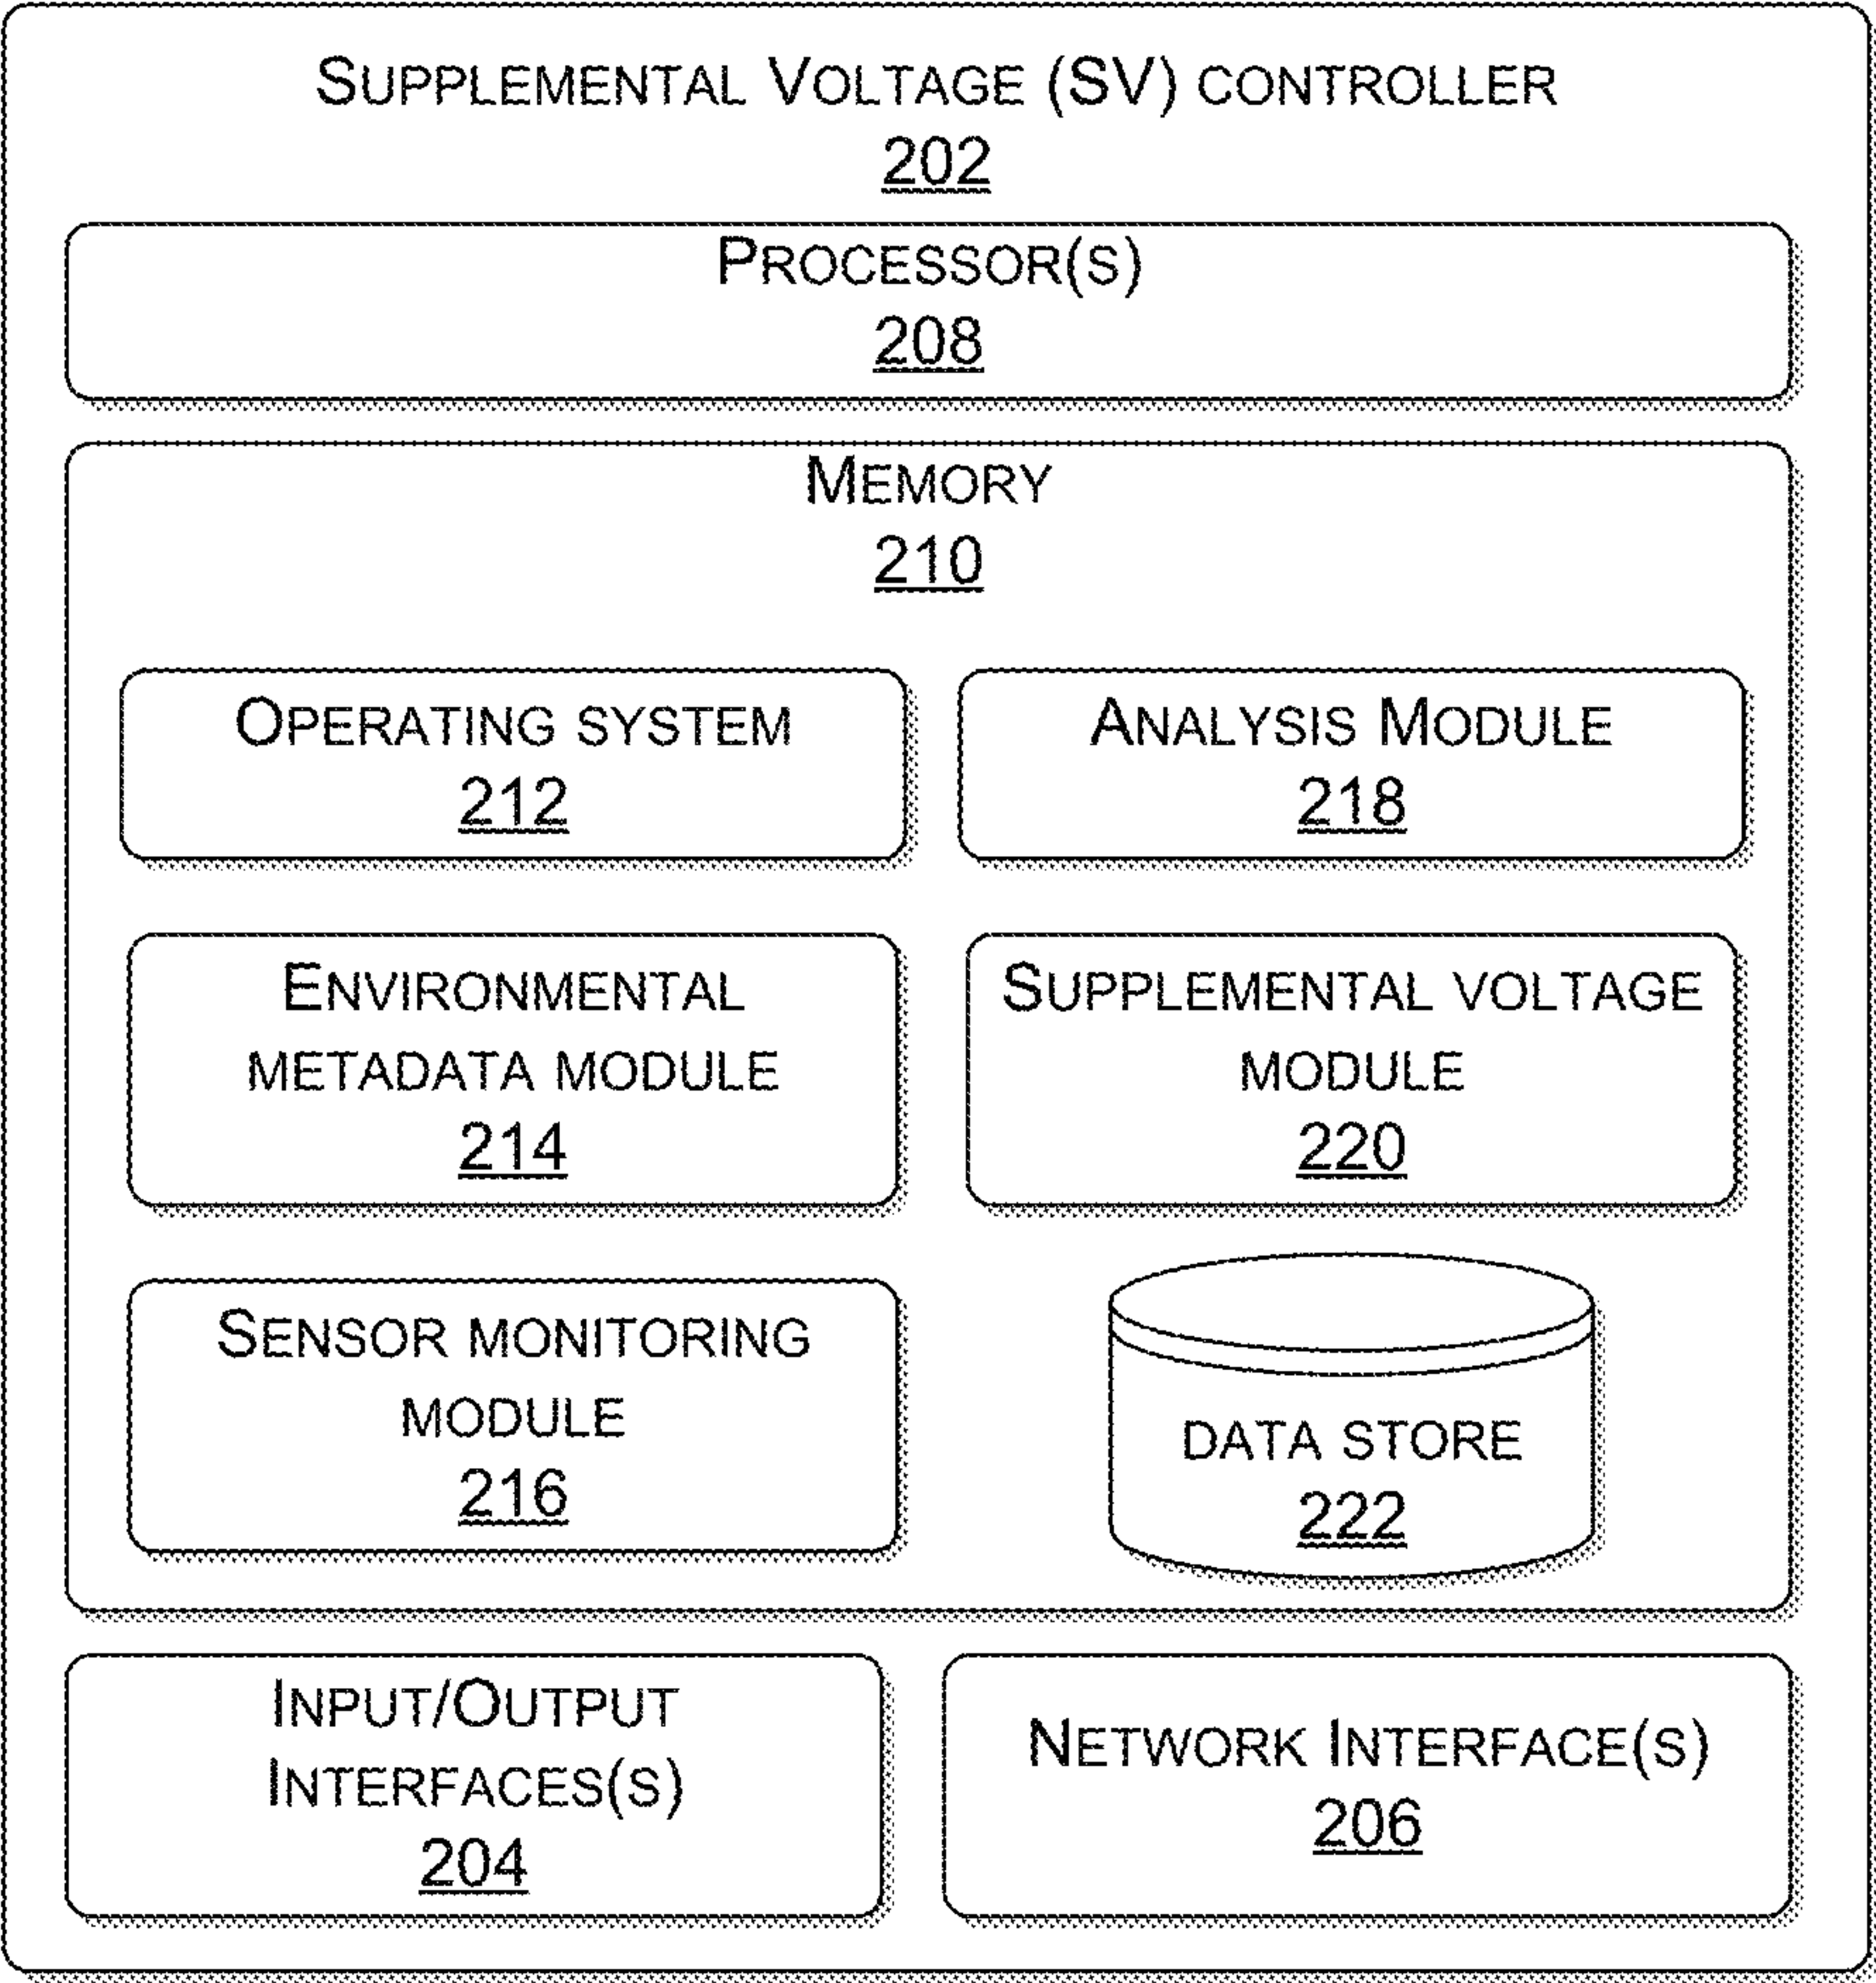 SUPPLEMENTAL VOLTAGE (SV) CONTROLLER
202
PROCESSOR(S)
208
MEMORY
210
OPERATING SYSTEM
212
ANALYSIS MODULE
218
ENVIRONMENTAL
METADATA MODULE
214
SUPPLEMENTAL VOLTAGE
MODULE
220
SENSOR MONITORING
MODULE
216
DATA STORE
222
INPUT/OUTPUT
INTERFACES(S)
204
NETWORK INTERFACE(S)
206